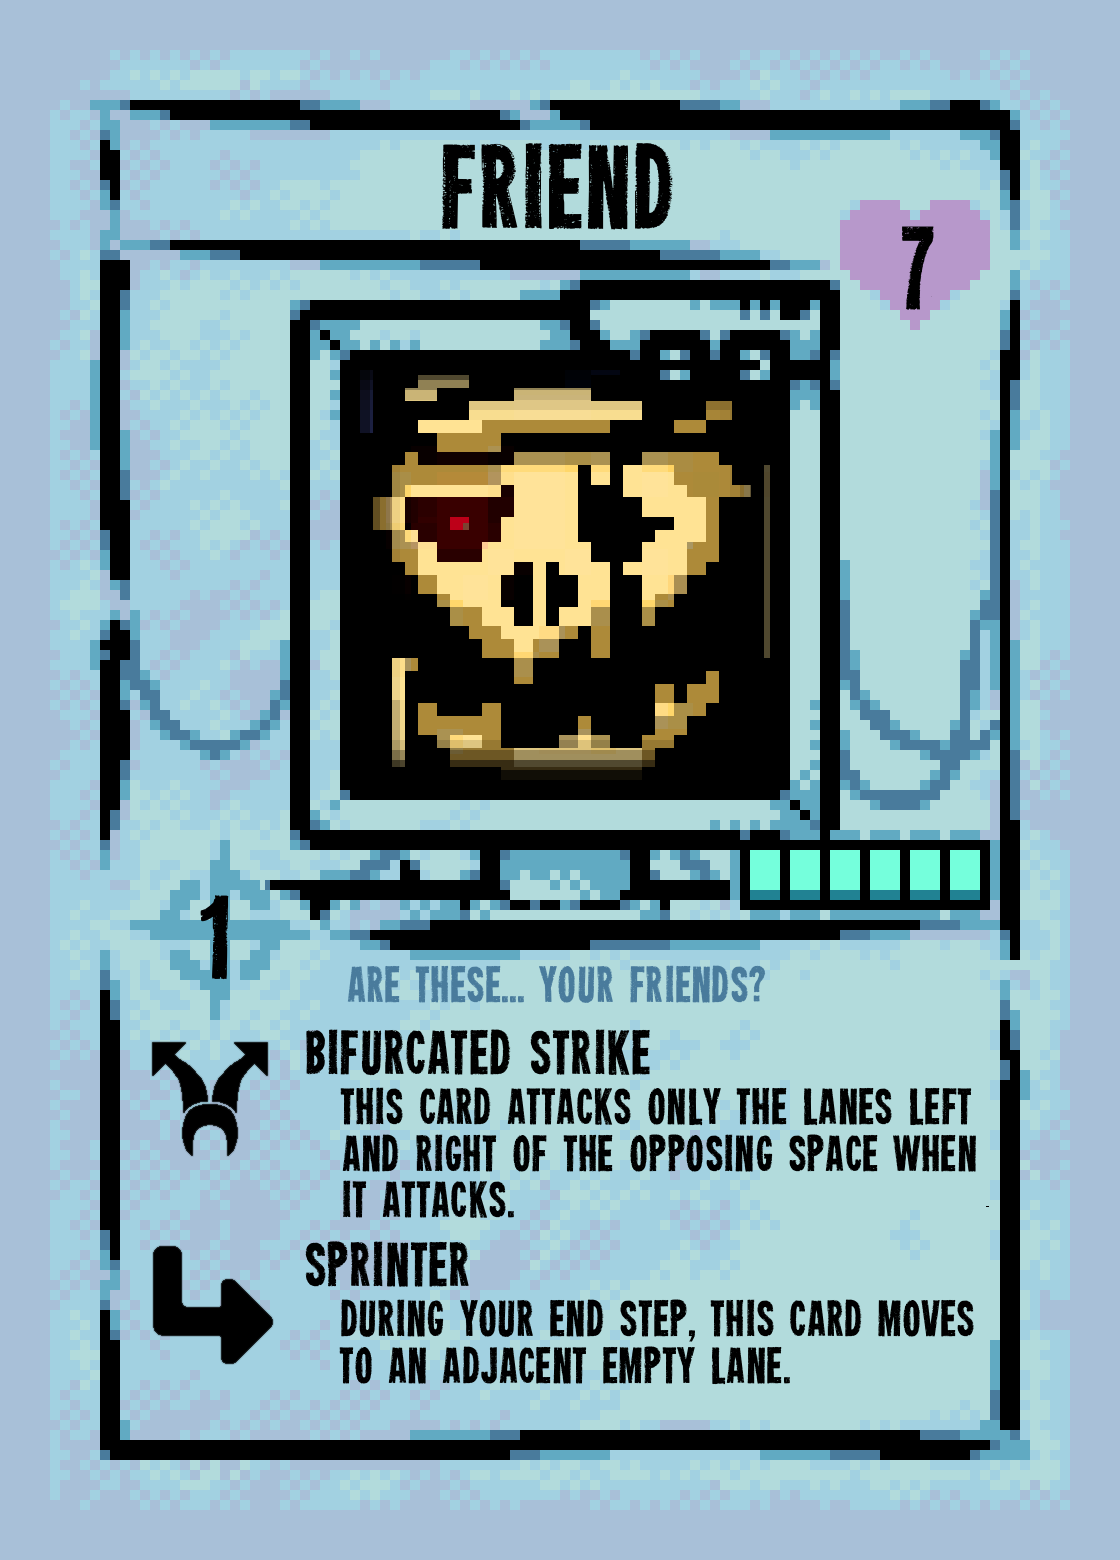 FRIEND
7
1
ARE THESE... YOUR FRIENDS?
BIFURCATED STRIKE
THIS CARD ATTACKS ONLY THE LANES LEFT
AND RIGHT OF THE OPPOSING SPACE WHEN
IT ATTACKS.
SPRINTER
DURING YOUR END STEP, THIS CARD MOVES
TO AN ADJACENT EMPTY LANE.